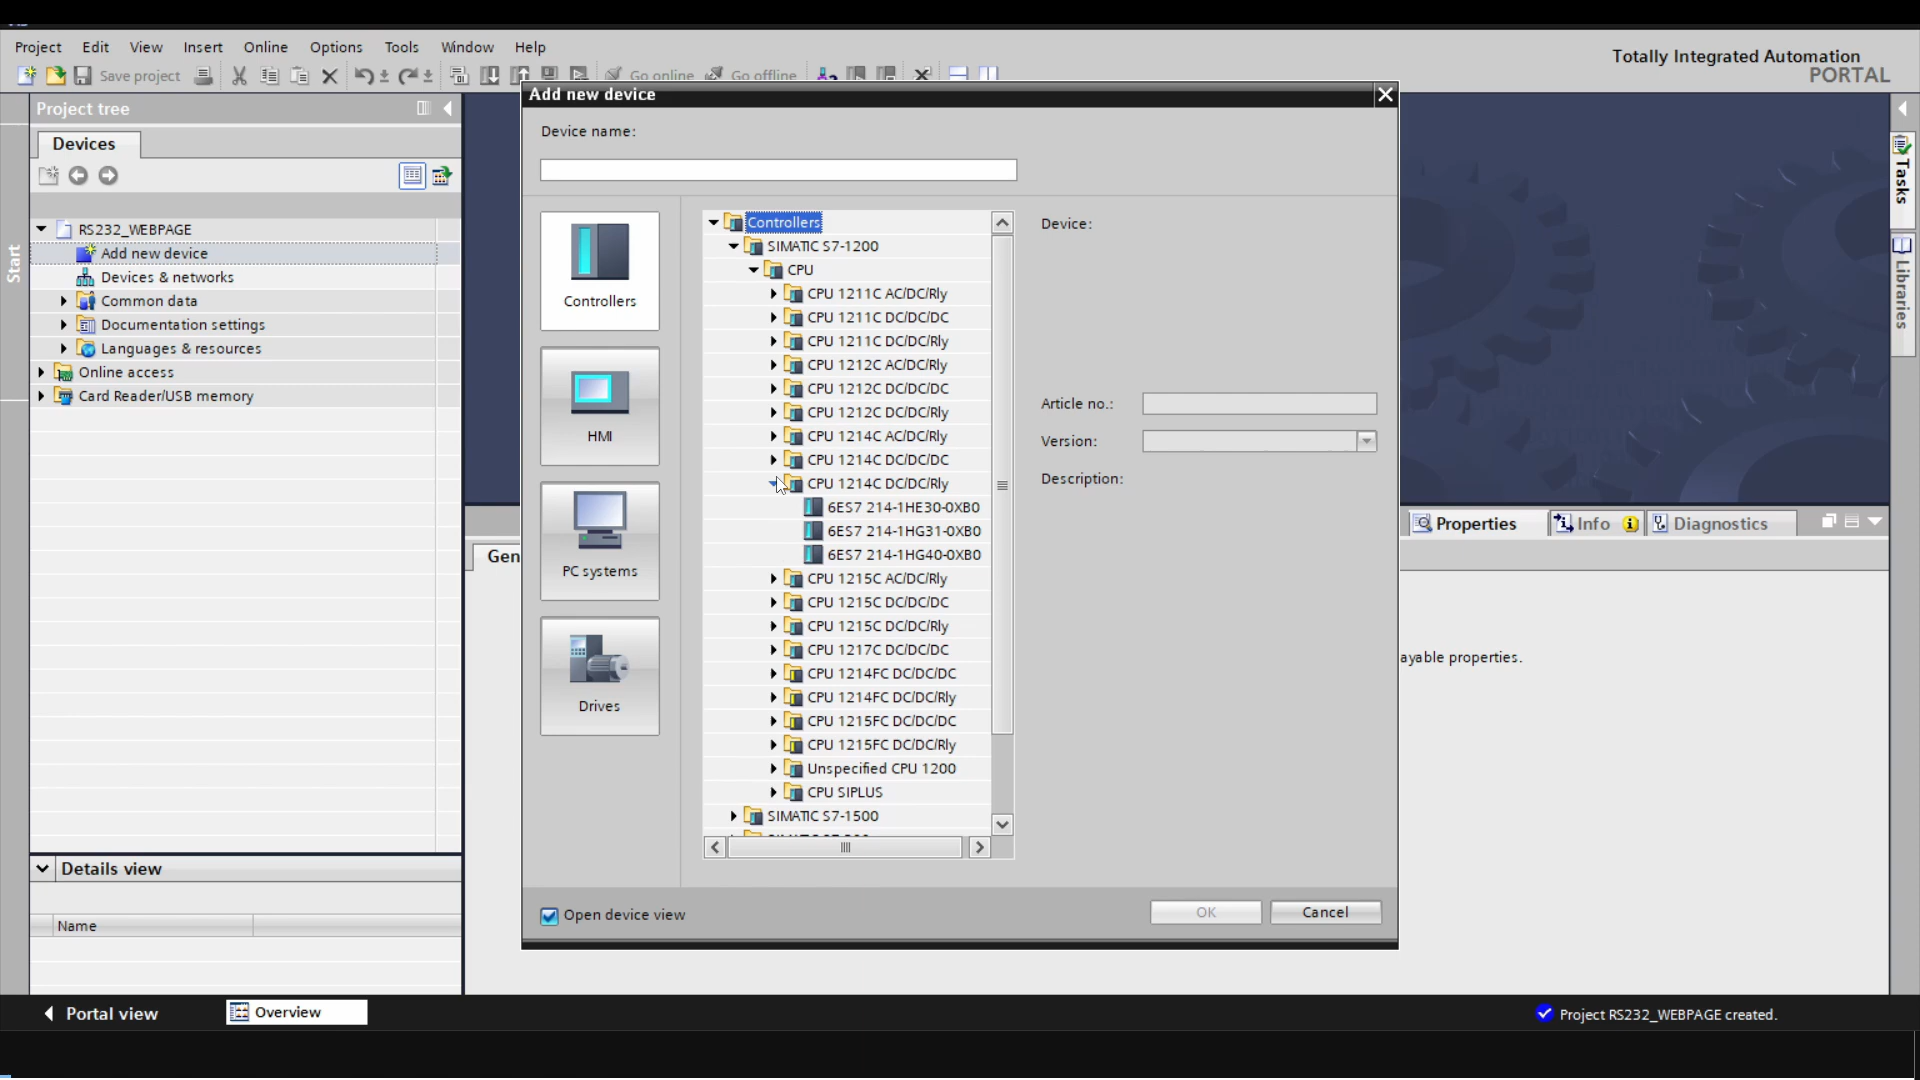 Project Edit View Insert Online Options Tools Window Help
Totally Integrated Automation
PORTAL
Save project
Go online
Go offline
Project tree
Add new device
Devices
Device name:
Start
RS232_WEBPAGE
Add new device
Devices & networks
Common data
Documentation settings
Languages & resources
Online access
Card Reader/USB memory
Controllers
HMI
PC systems
Drives
Controllers
SIMATIC S7-1200
CPU
CPU 1211C AC/DC/Rly
CPU 1211C DC/DC/DC
CPU 1211C DC/DC/Rly
CPU 1212C AC/DC/Rly
CPU 1212C DC/DC/DC
CPU 1212C DC/DC/Rly
CPU 1214C AC/DC/Rly
CPU 1214C DC/DC/DC
CPU 1214C DC/DC/Rly
6ES7 214-1HE30-0XB0
6ES7 214-1HG31-0XB0
6ES7 214-1HG40-0XB0
CPU 1215C AC/DC/Rly
CPU 1215C DC/DC/DC
CPU 1215C DC/DC/Rly
CPU 1217C DC/DC/DC
CPU 1214FC DC/DC/DC
CPU 1214FC DC/DC/Rly
CPU 1215FC DC/DC/DC
CPU 1215FC DC/DC/Rly
Unspecified CPU 1200
CPU SIPLUS
SIMATIC S7-1500
Device:
Article no.:
Version:
Description:
Tasks
Libraries
Gen
Properties
Info
Diagnostics
ayable properties.
Details view
Name
Open device view
OK
Cancel
Portal view
Overview
Project RS232_WEBPAGE created.